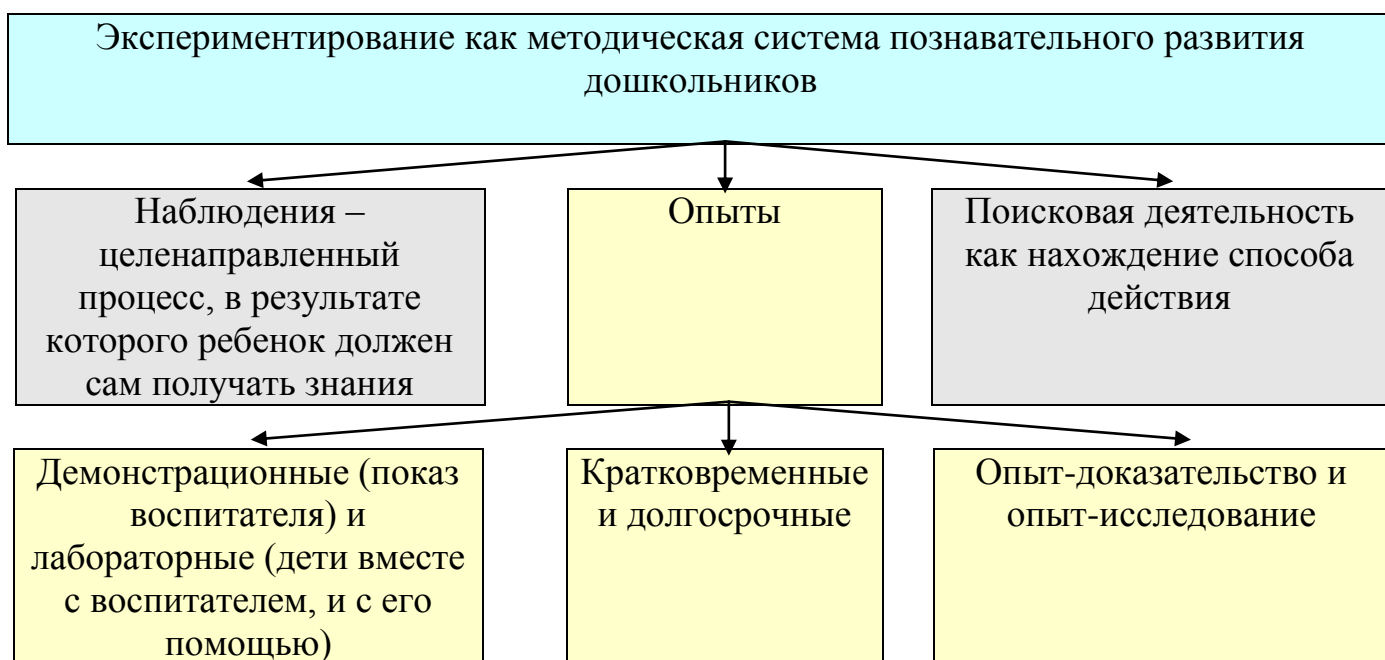 Экспериментирование как методическая система познавательного развития
дошкольников
Наблюдения –
целенаправленный
процесс, в результате
которого ребенок должен
сам получать знания
Опыты
Поисковая деятельность
как нахождение способа
действия
Демонстрационные (показ
воспитателя) и
лабораторные (дети вместе
с воспитателем, и с его
помощью)
Кратковременные
и долгосрочные
Опыт-доказательство и
опыт-исследование